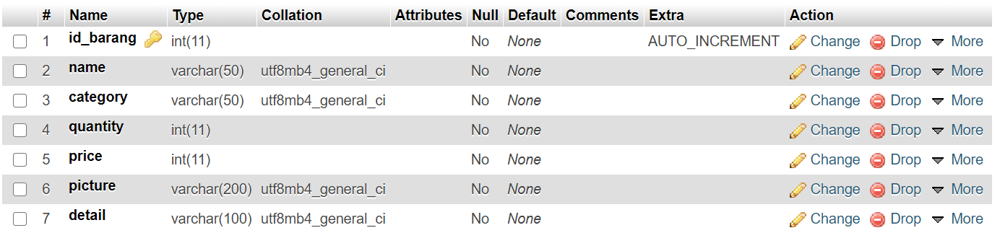 # Name Type Collation Attributes Null Default Comments Extra Action
1 id_barang int(11) No None AUTO_INCREMENT Change Drop More
2 name varchar(50) utf8mb4_general_ci No None Change Drop More
3 category varchar(50) utf8mb4_general_ci No None Change Drop More
4 quantity int(11) No None Change Drop More
5 price int(11) No None Change Drop More
6 picture varchar(200) utf8mb4_general_ci No None Change Drop More
7 detail varchar(100) utf8mb4_general_ci No None Change Drop More